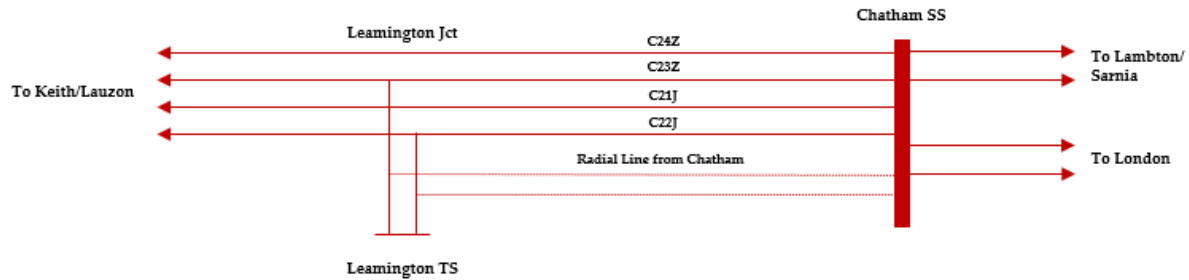 Chatham SS
Leamington Jct
C24Z
To Lambton/
Sarnia
C23Z
To Keith/Lauzon
C21J
C22J
Radial Line from Chatham
To London
Leamington TS